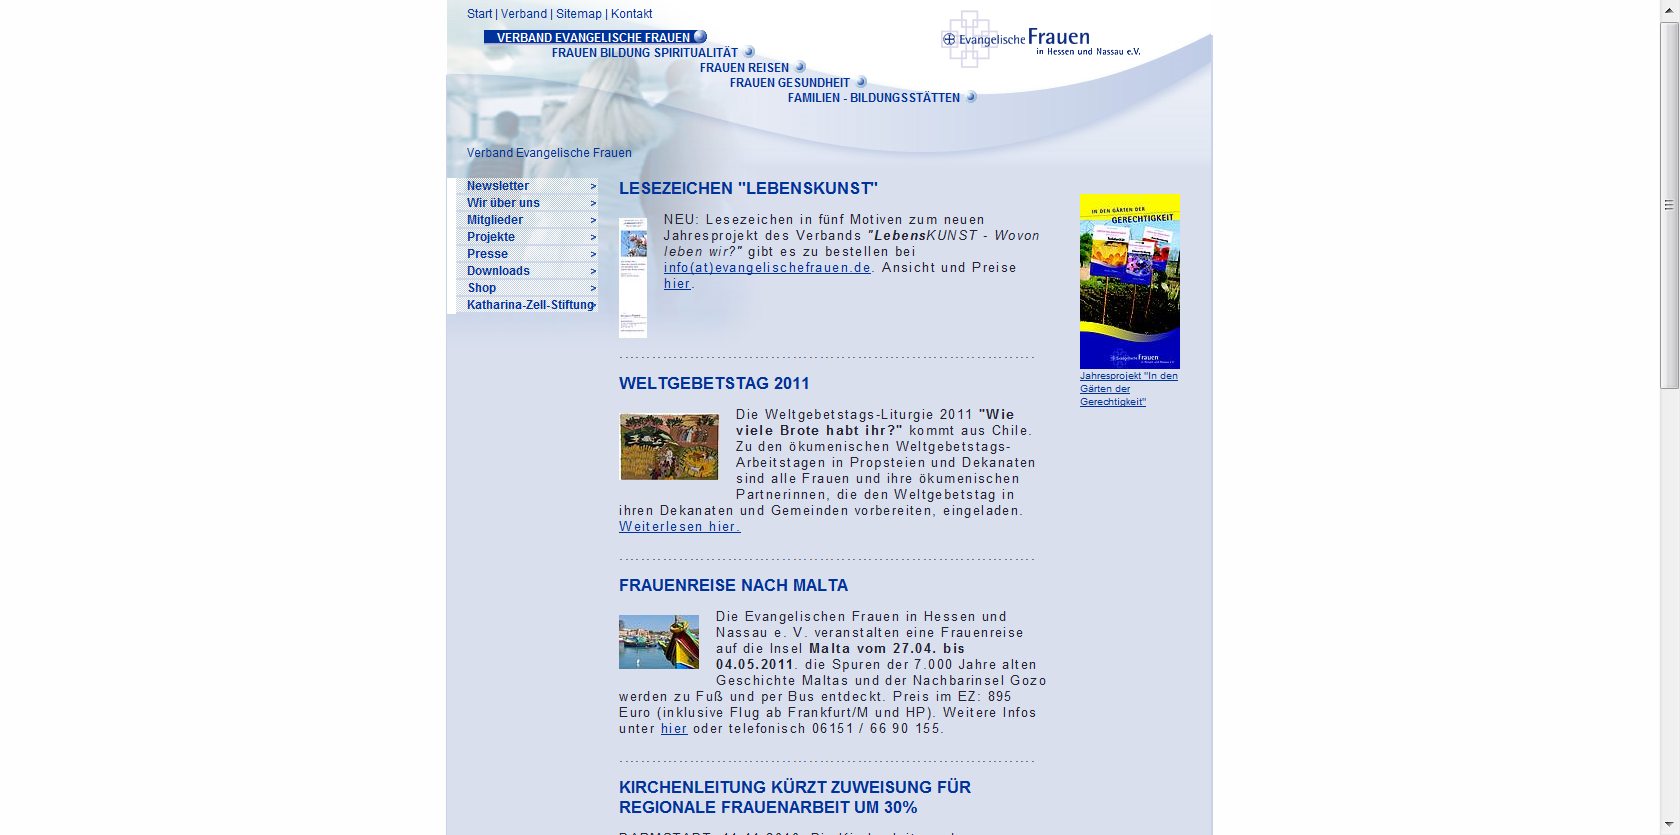 Start | Verband | Sitemap | Kontakt
VERBAND EVANGELISCHE FRAUEN
FRAUEN BILDUNG SPIRITUALITÄT
FRAUEN REISEN
FRAUEN GESUNDHEIT
FAMILIEN - BILDUNGSSTÄTTEN
Evangelische Frauen
in Hessen und Nassau e.V.
Verband Evangelische Frauen
Newsletter >
Wir über uns >
Mitglieder >
Projekte >
Presse >
Downloads >
Shop >
Katharina-Zell-Stiftung >
LESEZEICHEN "LEBENSKUNST"
NEU: Lesezeichen in fünf Motiven zum neuen
Jahresprojekt des Verbands "LebensKUNST - Wovon
leben wir?" gibt es zu bestellen bei
info(at)evangelischefrauen.de. Ansicht und Preise
hier.
WELTGEBETSTAG 2011
Die Weltgebetstags-Liturgie 2011 "Wie
viele Brote habt ihr?" kommt aus Chile.
Zu den ökumenischen Weltgebetstags-
Arbeitstagen in Propsteien und Dekanaten
sind alle Frauen und ihre ökumenischen
Partnerinnen, die den Weltgebetstag in
ihren Dekanaten und Gemeinden vorbereiten, eingeladen.
Weiterlesen hier.
FRAUENREISE NACH MALTA
Die Evangelischen Frauen in Hessen und
Nassau e. V. veranstalten eine Frauenreise
auf die Insel Malta vom 27.04. bis
04.05.2011. die Spuren der 7.000 Jahre alten
Geschichte Maltas und der Nachbarinsel Gozo
werden zu Fuß und per Bus entdeckt. Preis im EZ: 895
Euro (inklusive Flug ab Frankfurt/M und HP). Weitere Infos
unter hier oder telefonisch 06151 / 66 90 155.
KIRCHENLEITUNG KÜRZT ZUWEISUNG FÜR
REGIONALE FRAUENARBEIT UM 30%
IN DEN GÄRTEN DER
GERECHTIGKEIT
Evangelische Frauen
Jahresprojekt "In den
Gärten der
Gerechtigkeit"